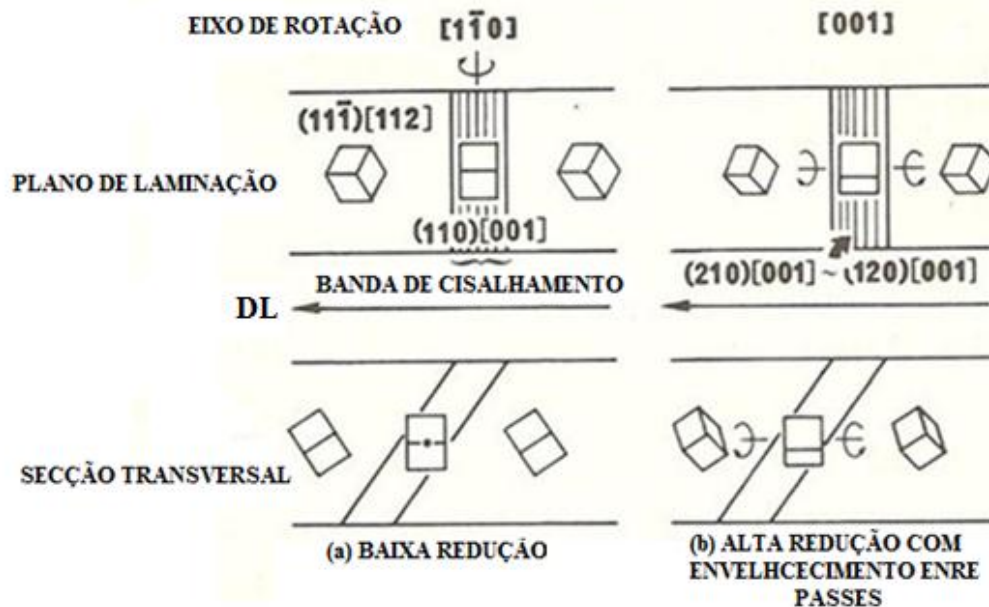 EIXO DE ROTAÇÃO [11̅0] [001]
(111̅)[112]
PLANO DE LAMINAÇÃO
(110)[001]
(210)[001] ~ (120)[001]
BANDA DE CISALHAMENTO
DL
SECÇÃO TRANSVERSAL
(a) BAIXA REDUÇÃO
(b) ALTA REDUÇÃO COM
ENVELHCECIMENTO ENRE
PASSES